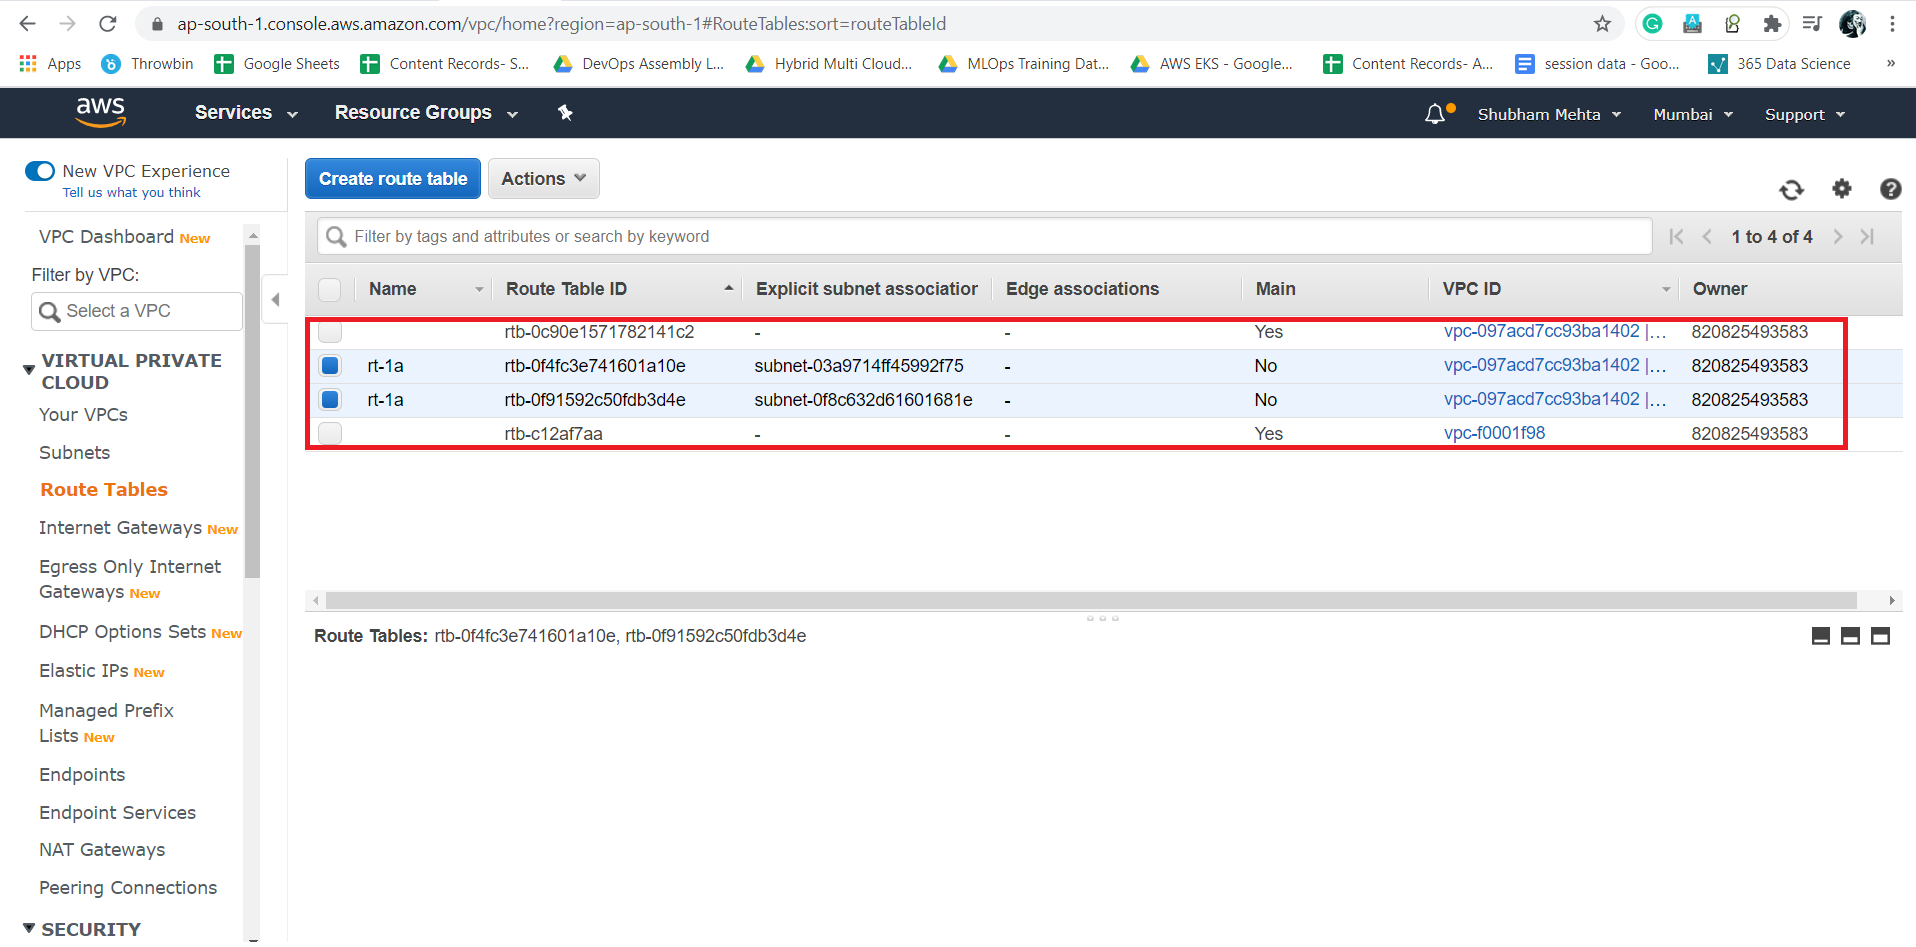 ap-south-1.console.aws.amazon.com/vpc/home?region=ap-south-1#RouteTables:sort=routeTableId
Apps Throwbin Google Sheets Content Records- S... DevOps Assembly L... Hybrid Multi Cloud... MLOps Training Dat... AWS EKS - Google... Content Records- A... session data - Goo... 365 Data Science »
aws Services Resource Groups Shubham Mehta Mumbai Support
New VPC Experience
Tell us what you think
Create route table Actions
VPC Dashboard New
Filter by VPC:
Select a VPC
VIRTUAL PRIVATE
CLOUD
Your VPCs
Subnets
Route Tables
Internet Gateways New
Egress Only Internet
Gateways New
DHCP Options Sets New
Elastic IPs New
Managed Prefix
Lists New
Endpoints
Endpoint Services
NAT Gateways
Peering Connections
SECURITY
Filter by tags and attributes or search by keyword 1 to 4 of 4
Name Route Table ID Explicit subnet association Edge associations Main VPC ID Owner
rtb-0c90e1571782141c2 - - Yes vpc-097acd7cc93ba1402 |... 820825493583
rt-1a rtb-0f4fc3e741601a10e subnet-03a9714ff45992f75 - No vpc-097acd7cc93ba1402 |... 820825493583
rt-1a rtb-0f91592c50fdb3d4e subnet-0f8c632d61601681e - No vpc-097acd7cc93ba1402 |... 820825493583
rtb-c12af7aa - - Yes vpc-f0001f98 820825493583
Route Tables: rtb-0f4fc3e741601a10e, rtb-0f91592c50fdb3d4e